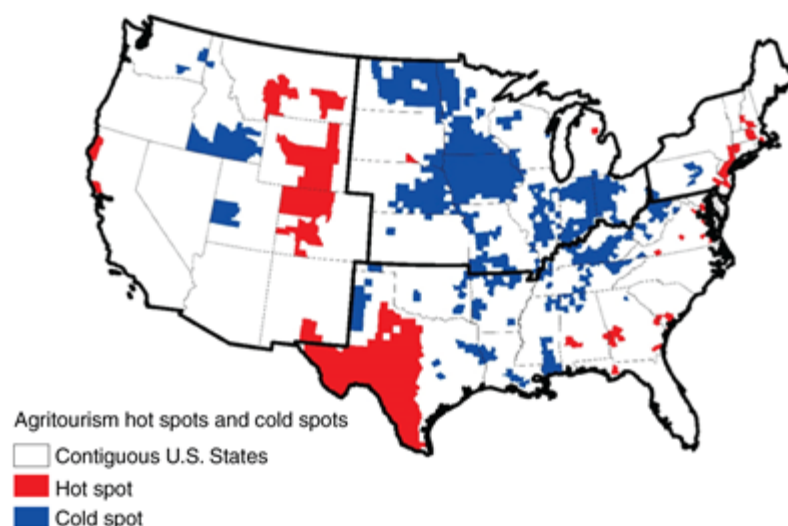 Agritourism hot spots and cold spots
Contiguous U.S. States
Hot spot
Cold spot